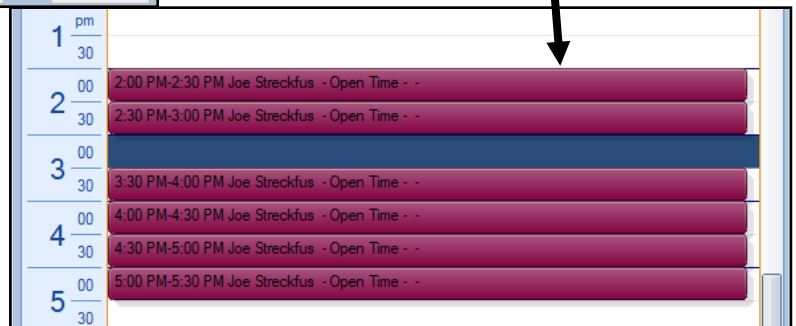 1 pm
30
2 00
2:00 PM-2:30 PM Joe Streckfus - Open Time - -
30
2:30 PM-3:00 PM Joe Streckfus - Open Time - -
3 00
30
3:30 PM-4:00 PM Joe Streckfus - Open Time - -
4 00
4:00 PM-4:30 PM Joe Streckfus - Open Time - -
30
4:30 PM-5:00 PM Joe Streckfus - Open Time - -
5 00
5:00 PM-5:30 PM Joe Streckfus - Open Time - -
30